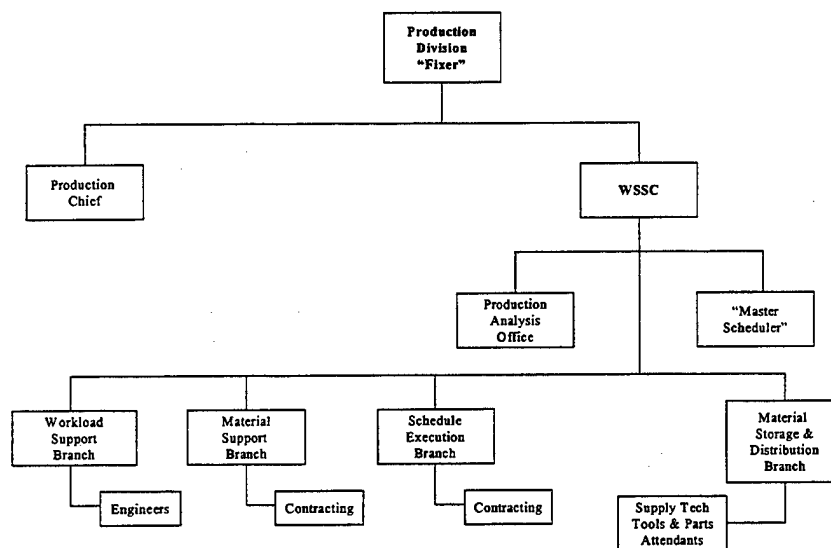 Production
Division
"Fixer"
Production
Chief
WSSC
Production
Analysis
Office
“Master
Scheduler”
Workload
Support
Branch
Material
Support
Branch
Schedule
Execution
Branch
Material
Storage &
Distribution
Branch
Engineers
Contracting
Contracting
Supply Tech
Tools & Parts
Attendants